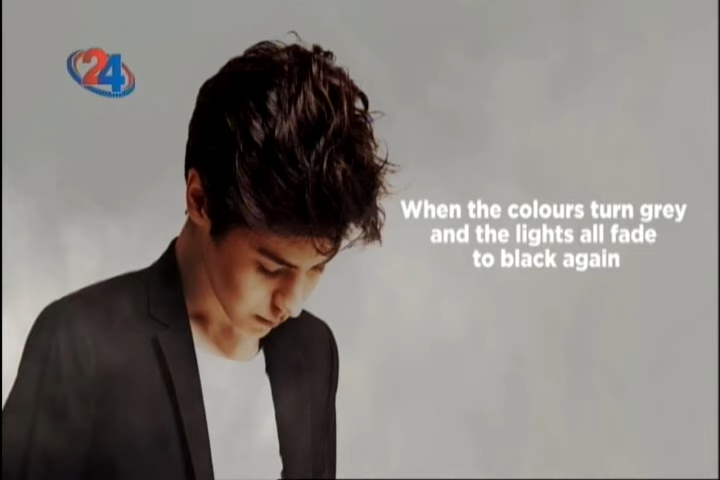 24
When the colours turn grey
and the lights all fade
to black again